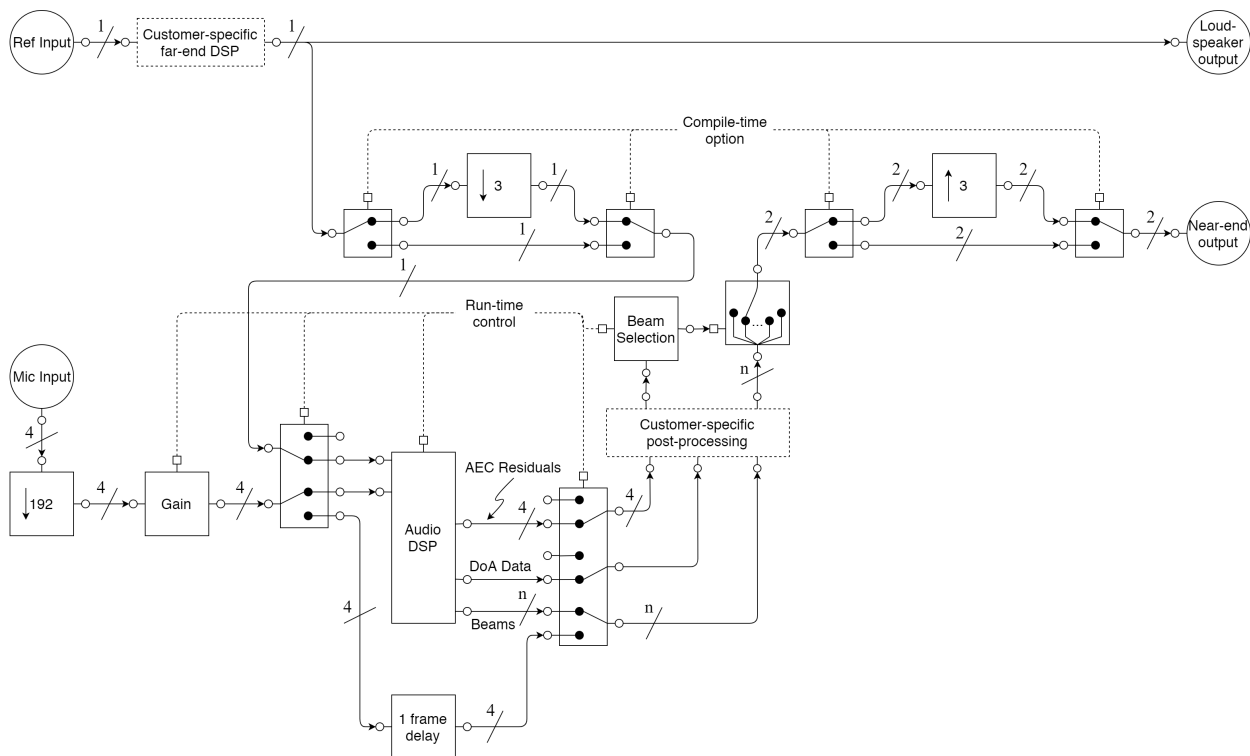 Ref Input
1
Customer-specific
far-end DSP
1
Loud-
speaker
output
Compile-time
option
1
3
1
1
1
2
2
3
2
2
2
Near-end
output
Run-time
control
Beam
Selection
...
n
Mic Input
4
192
4
Gain
4
Customer-specific
post-processing
AEC Residuals
4
4
Audio
DSP
DoA Data
n
Beams
n
4
1 frame
delay
4